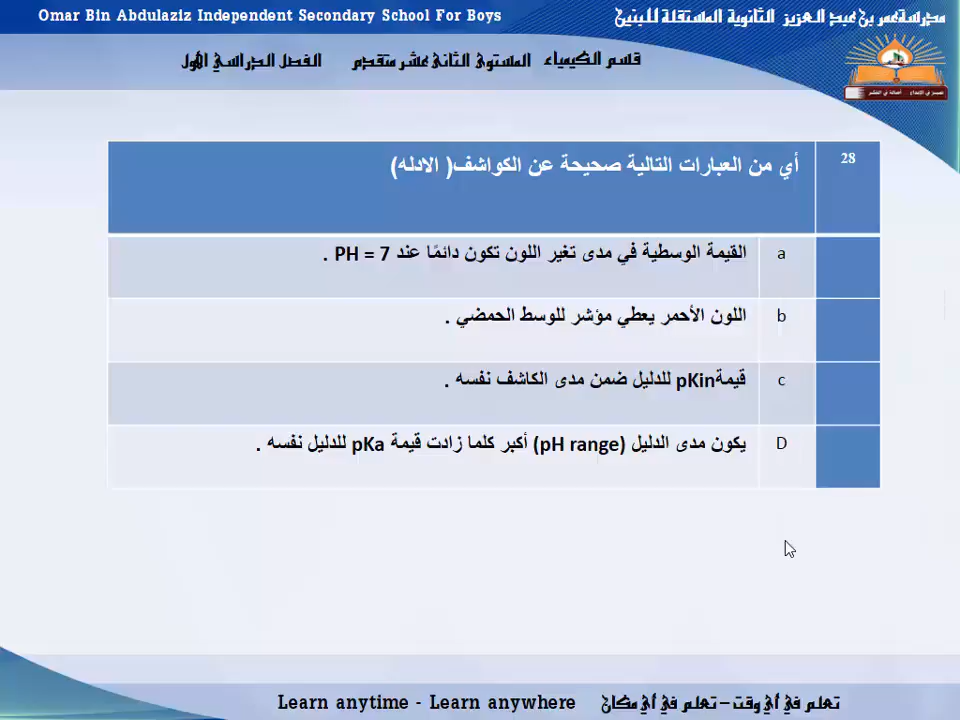 Omar Bin Abdulaziz Independent Secondary School For Boys
مدرسة عمر بن عبد العزيز الثانوية المستقلة للبنين
قسم الكيمياء المستوى الثاني عشر متقدم الفصل الدراسي الأول
28
أي من العبارات التالية صحيحة عن الكواشف( الادله)
a القيمة الوسطية في مدى تغير اللون تكون دائمًا عند PH = 7 .
b اللون الأحمر يعطي مؤشر للوسط الحمضي .
c قيمةpKin للدليل ضمن مدى الكاشف نفسه .
D يكون مدى الدليل (pH range) أكبر كلما زادت قيمة pKa للدليل نفسه .
Learn anytime - Learn anywhere تعلم في أي وقت – تعلم في أي مكان